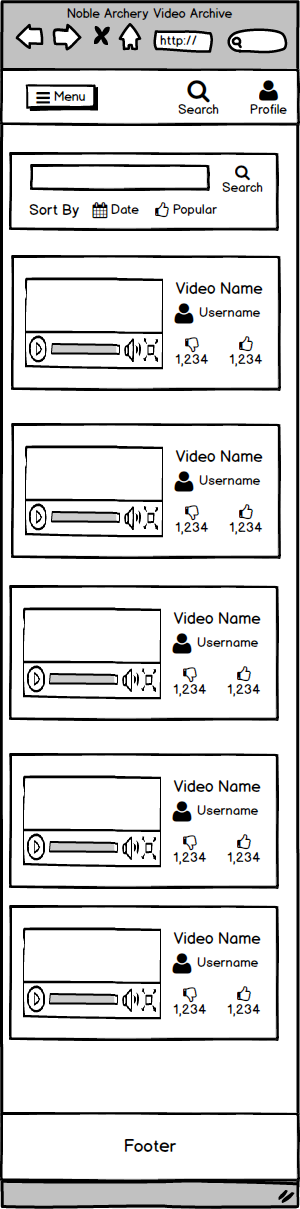 Noble Archery Video Archive
http://
Menu
Search
Profile
Search
Sort By Date Popular
Video Name
Username
1,234 1,234
Video Name
Username
1,234 1,234
Video Name
Username
1,234 1,234
Video Name
Username
1,234 1,234
Video Name
Username
1,234 1,234
Footer